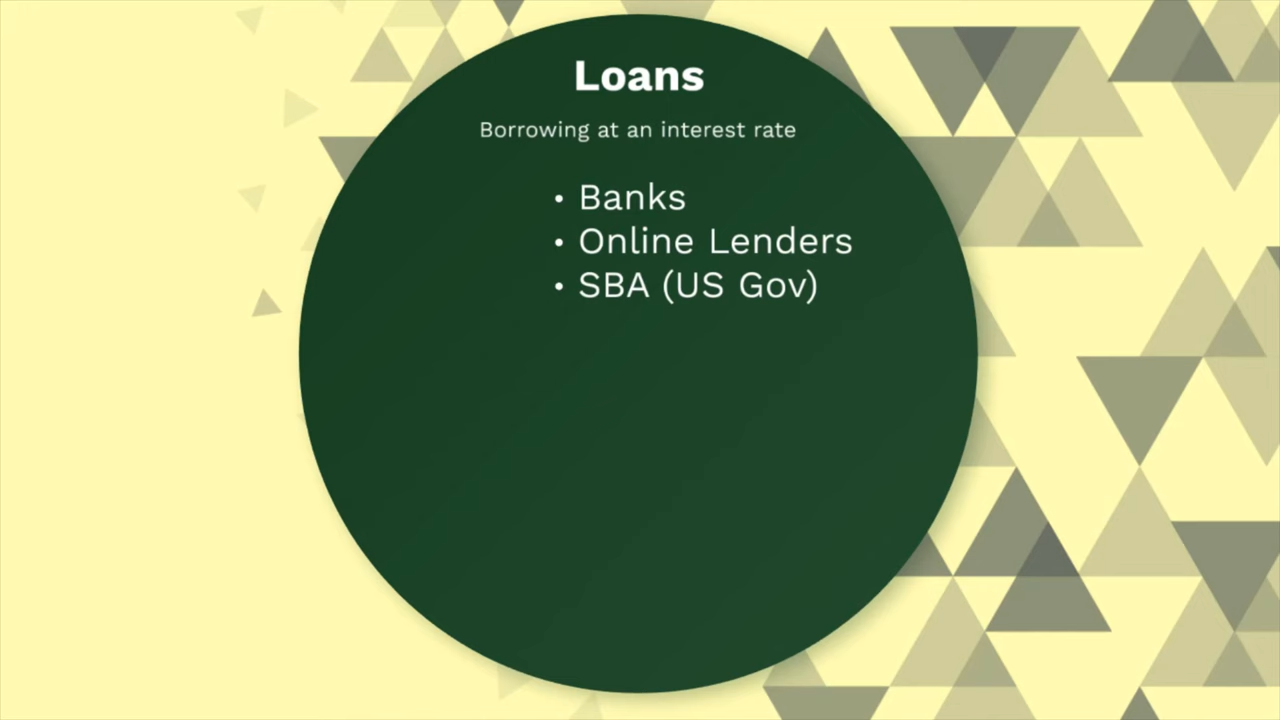 Loans
Borrowing at an interest rate
• Banks
• Online Lenders
• SBA (US Gov)